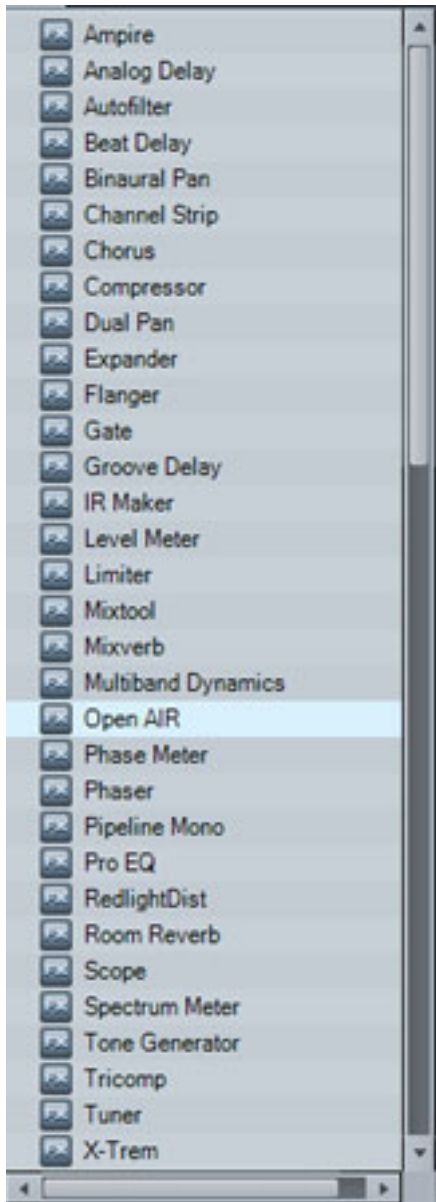 Ampire
Analog Delay
Autofilter
Beat Delay
Binaural Pan
Channel Strip
Chorus
Compressor
Dual Pan
Expander
Flanger
Gate
Groove Delay
IR Maker
Level Meter
Limiter
Mixtool
Mixverb
Multiband Dynamics
Open AIR
Phase Meter
Phaser
Pipeline Mono
Pro EQ
RedlightDist
Room Reverb
Scope
Spectrum Meter
Tone Generator
Tricomp
Tuner
X-Trem